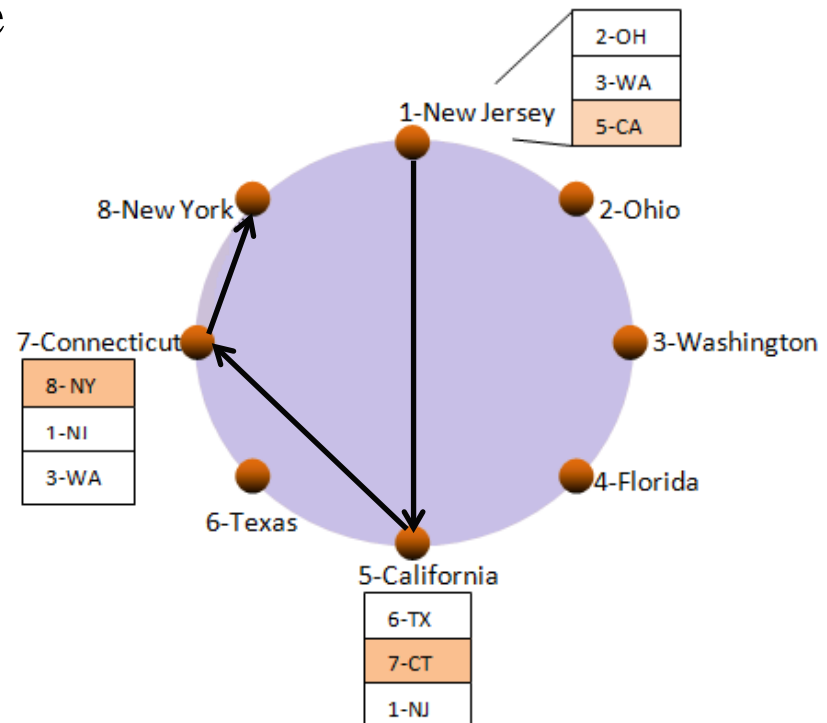 2-OH
3-WA
5-CA
1-New Jersey
8-New York
2-Ohio
7-Connecticut
3-Washington
8- NY
1-NJ
3-WA
4-Florida
6-Texas
5-California
6-TX
7-CT
1-NJ